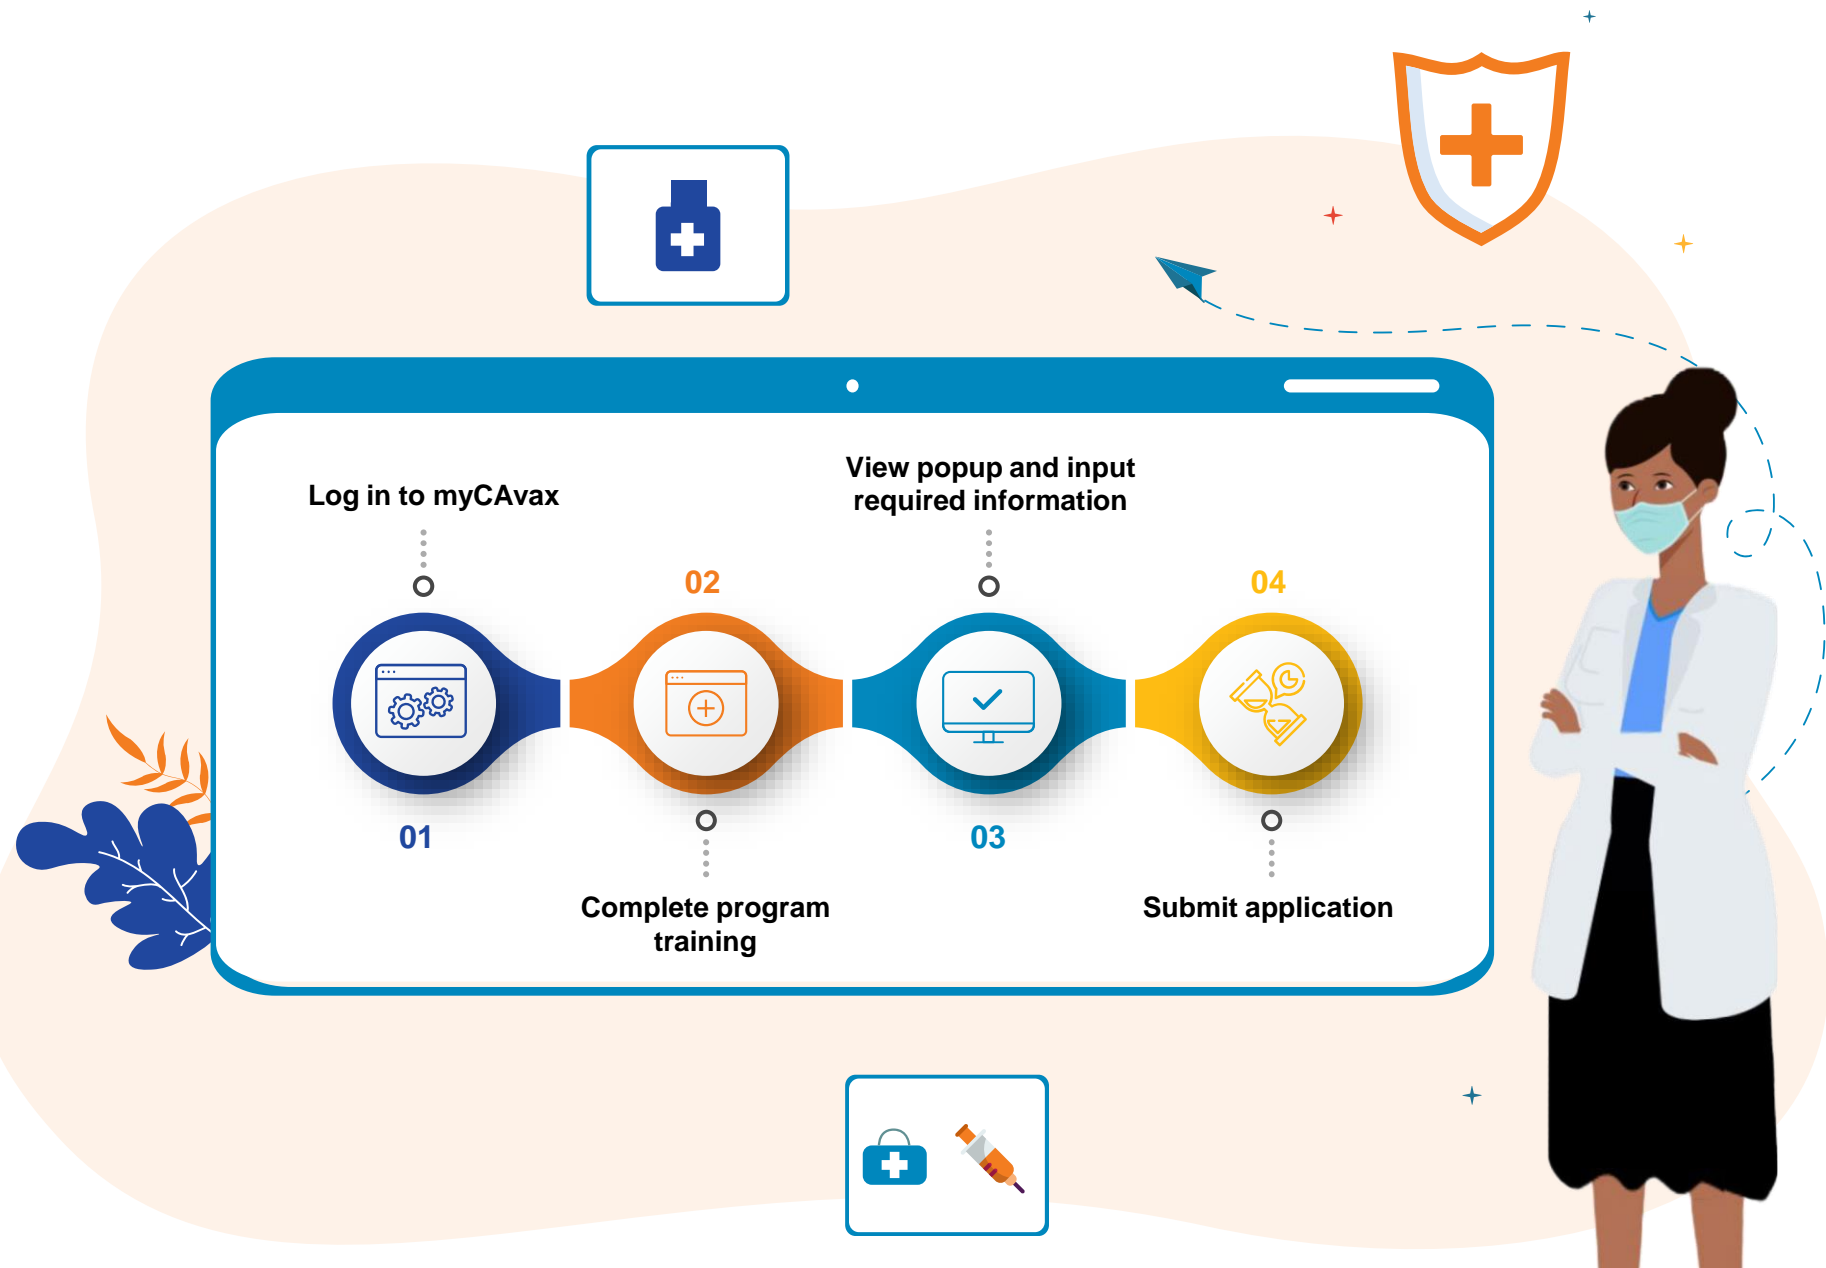 Log in to myCAvax
01
02
Complete program
training
View popup and input
required information
03
04
Submit application